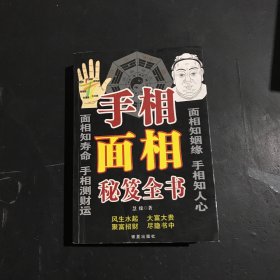 手相
面相
秘笈全书
面相知寿命 手相测财运
面相知姻缘 手相知人心
风生水起 大富大贵
聚富招财 尽隐书中